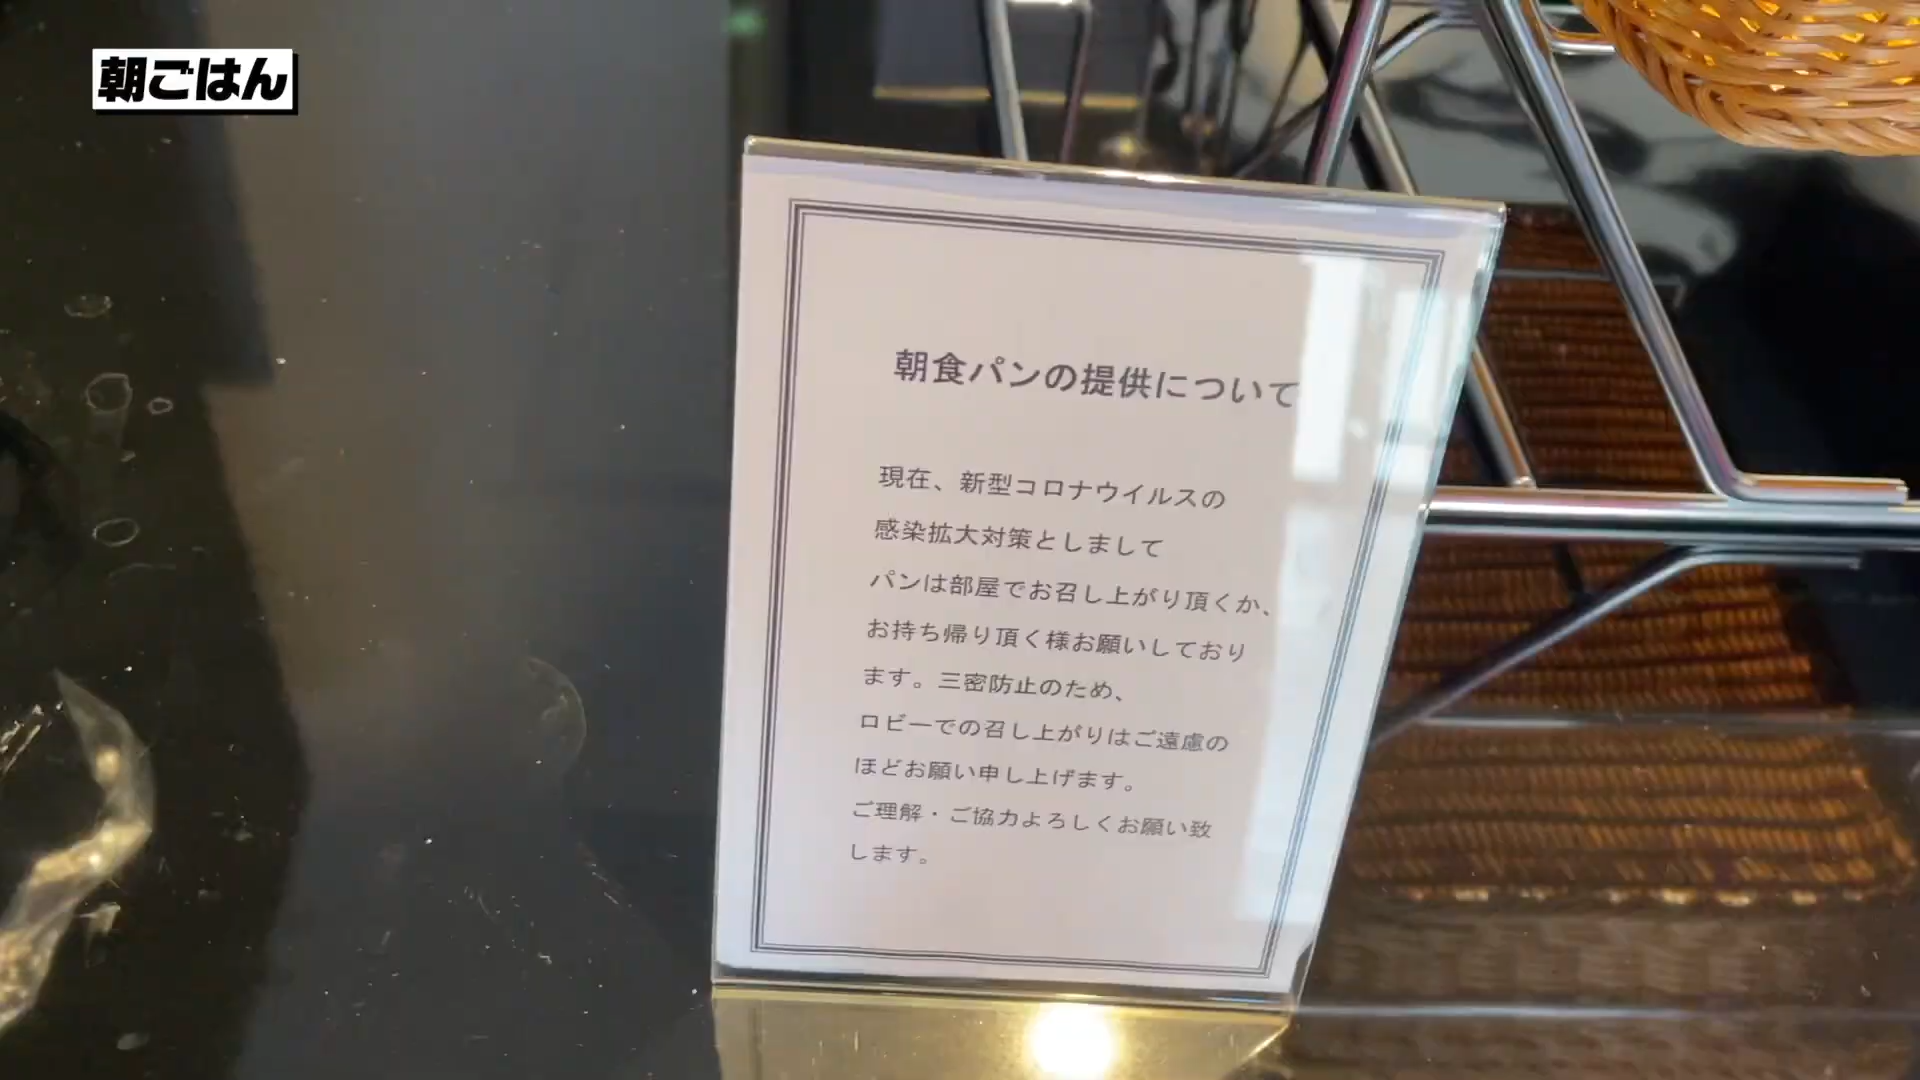 朝ごはん
朝食パンの提供について
現在、新型コロナウイルスの
感染拡大対策としまして
パンは部屋でお召し上がり頂くか、
お持ち帰り頂く様お願いしており
ます。三密防止のため、
ロビーでの召し上がりはご遠慮の
ほどお願い申し上げます。
ご理解・ご協力よろしくお願い致
します。